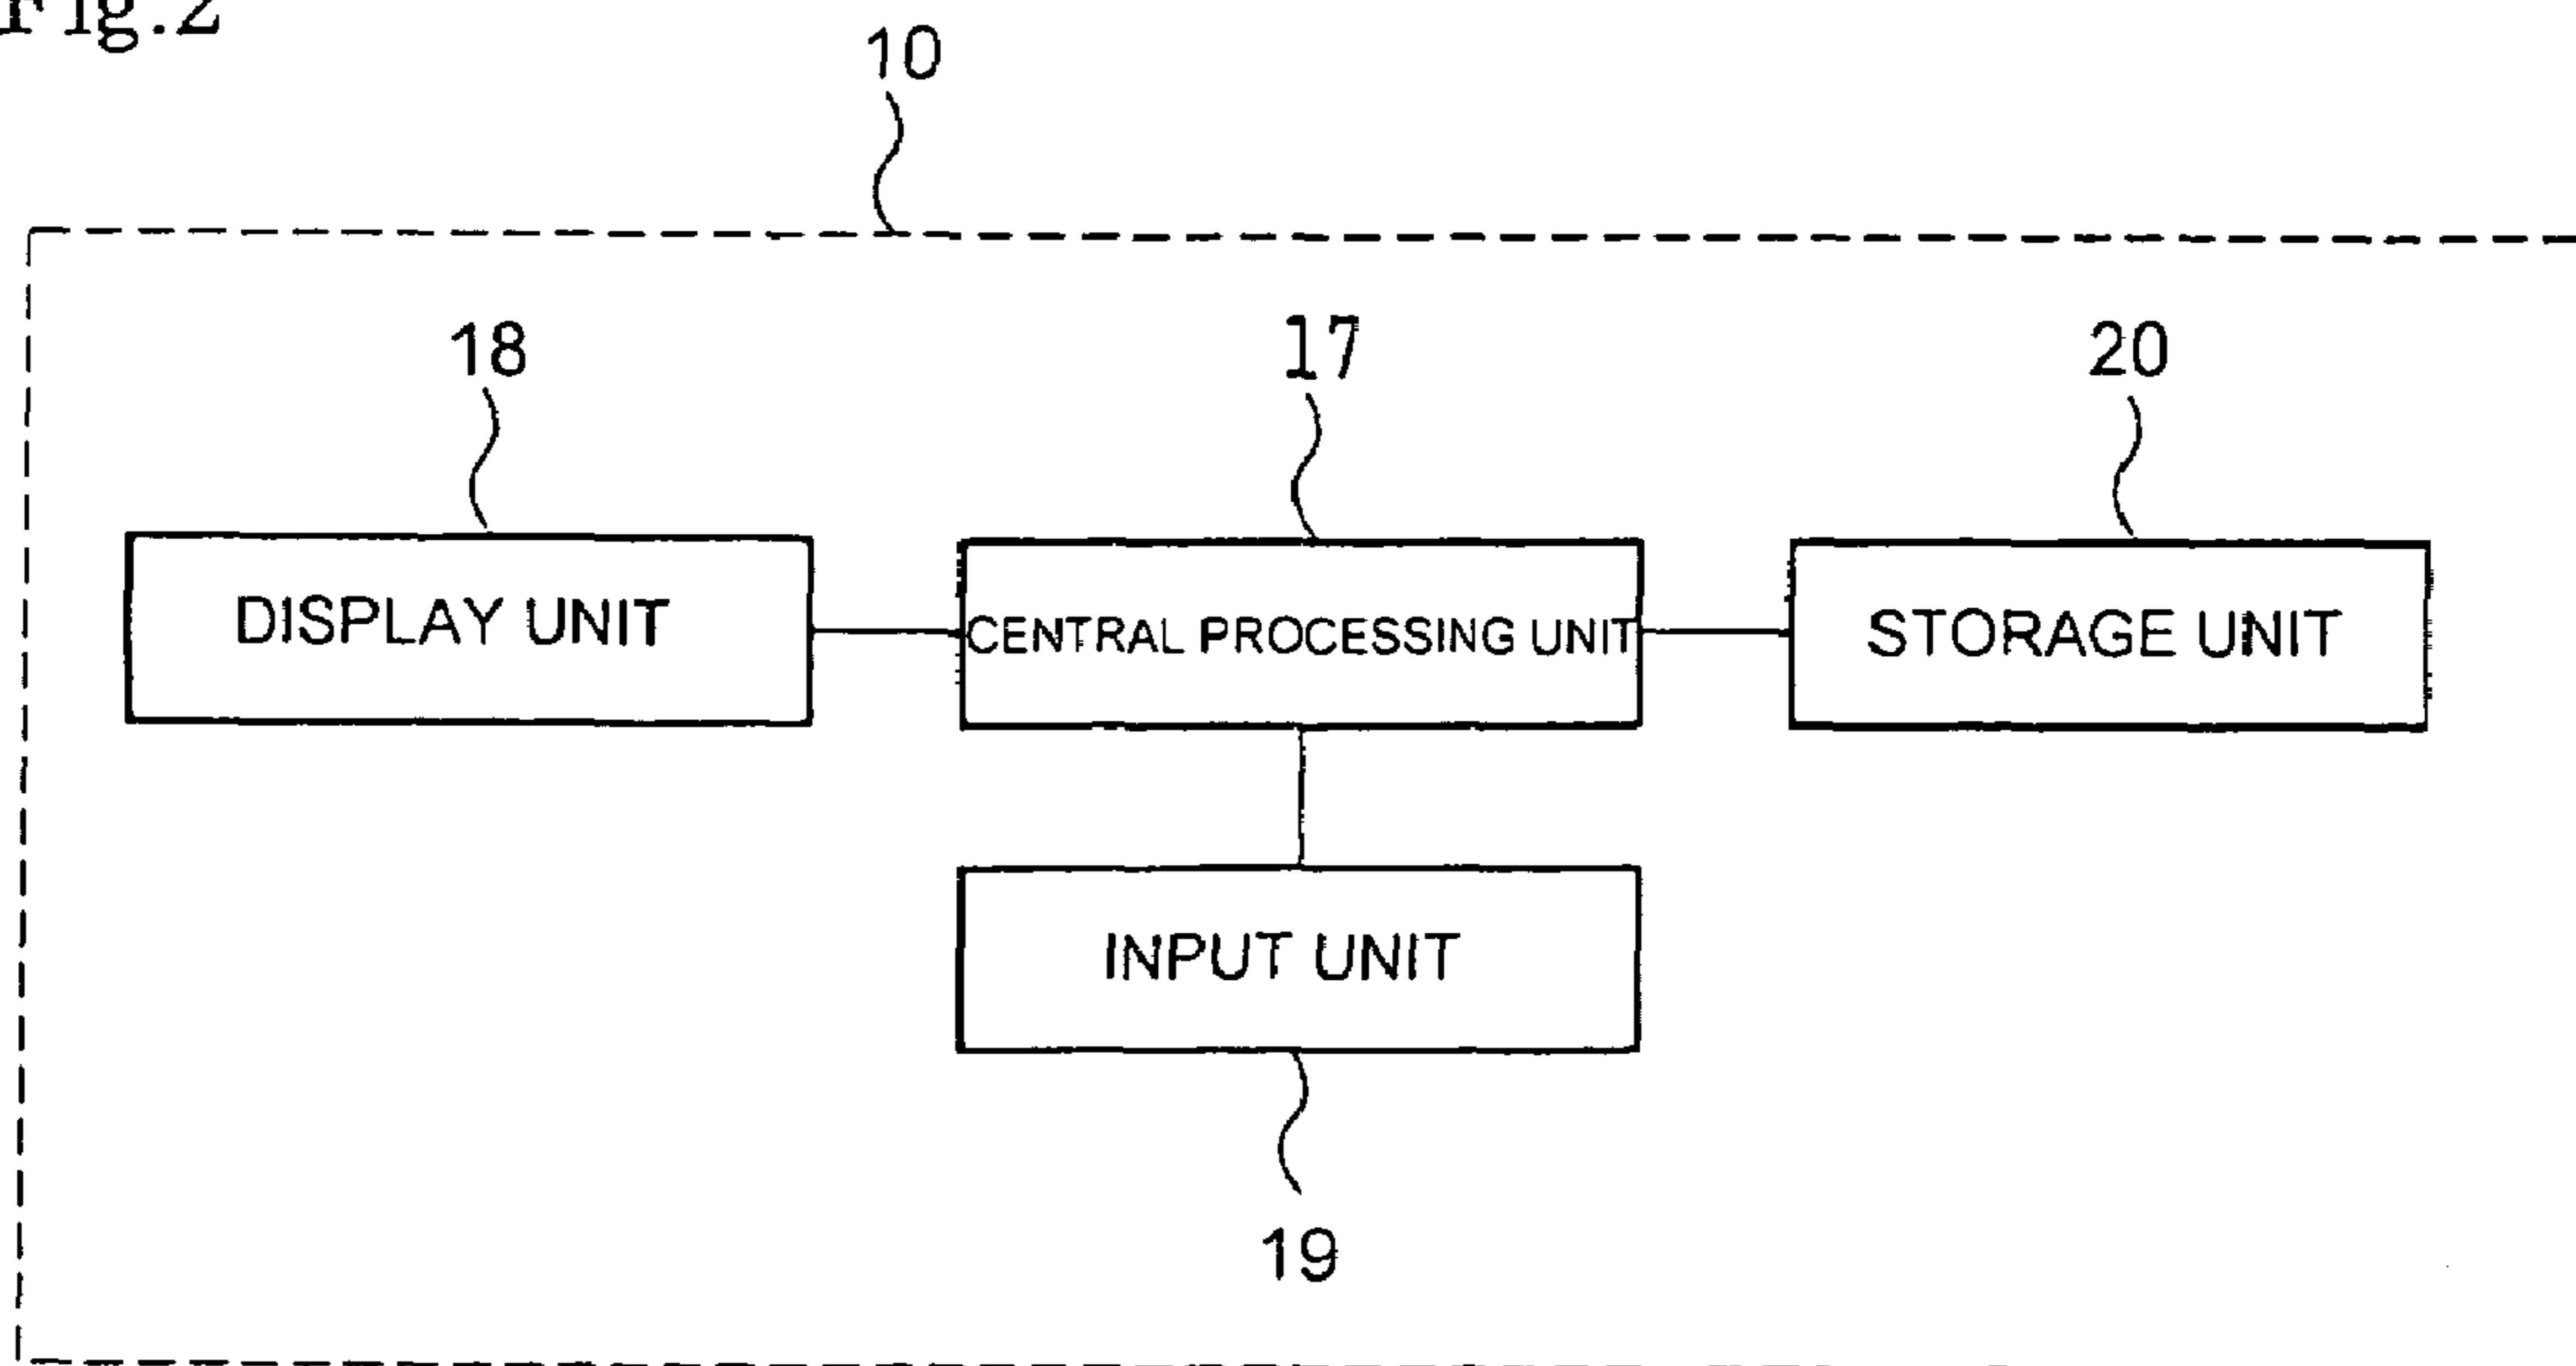 Fig.2
10
18
17
20
DISPLAY UNIT
CENTRAL PROCESSING UNIT
STORAGE UNIT
INPUT UNIT
19